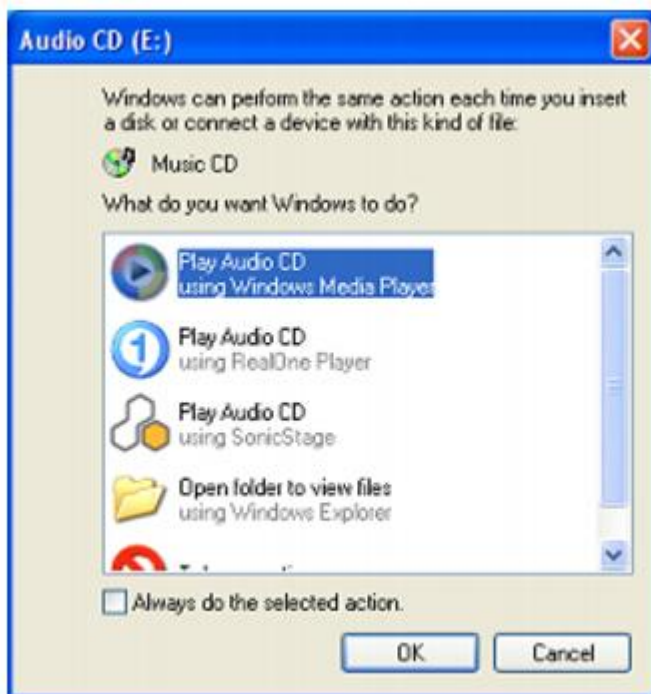 Audio CD (E:)
Windows can perform the same action each time you insert
a disk or connect a device with this kind of file:
Music CD
What do you want Windows to do?
Play Audio CD
using Windows Media Player
Play Audio CD
using RealOne Player
Play Audio CD
using SonicStage
Open folder to view files
using Windows Explorer
Always do the selected action.
OK
Cancel